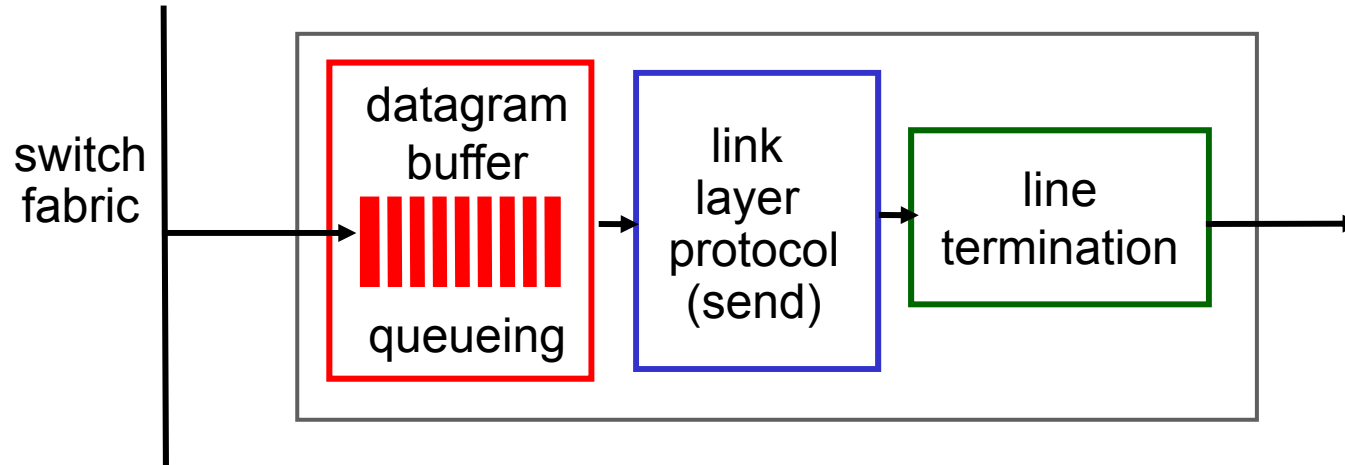 switch
fabric
datagram
buffer
queueing
link
layer
protocol
(send)
line
termination